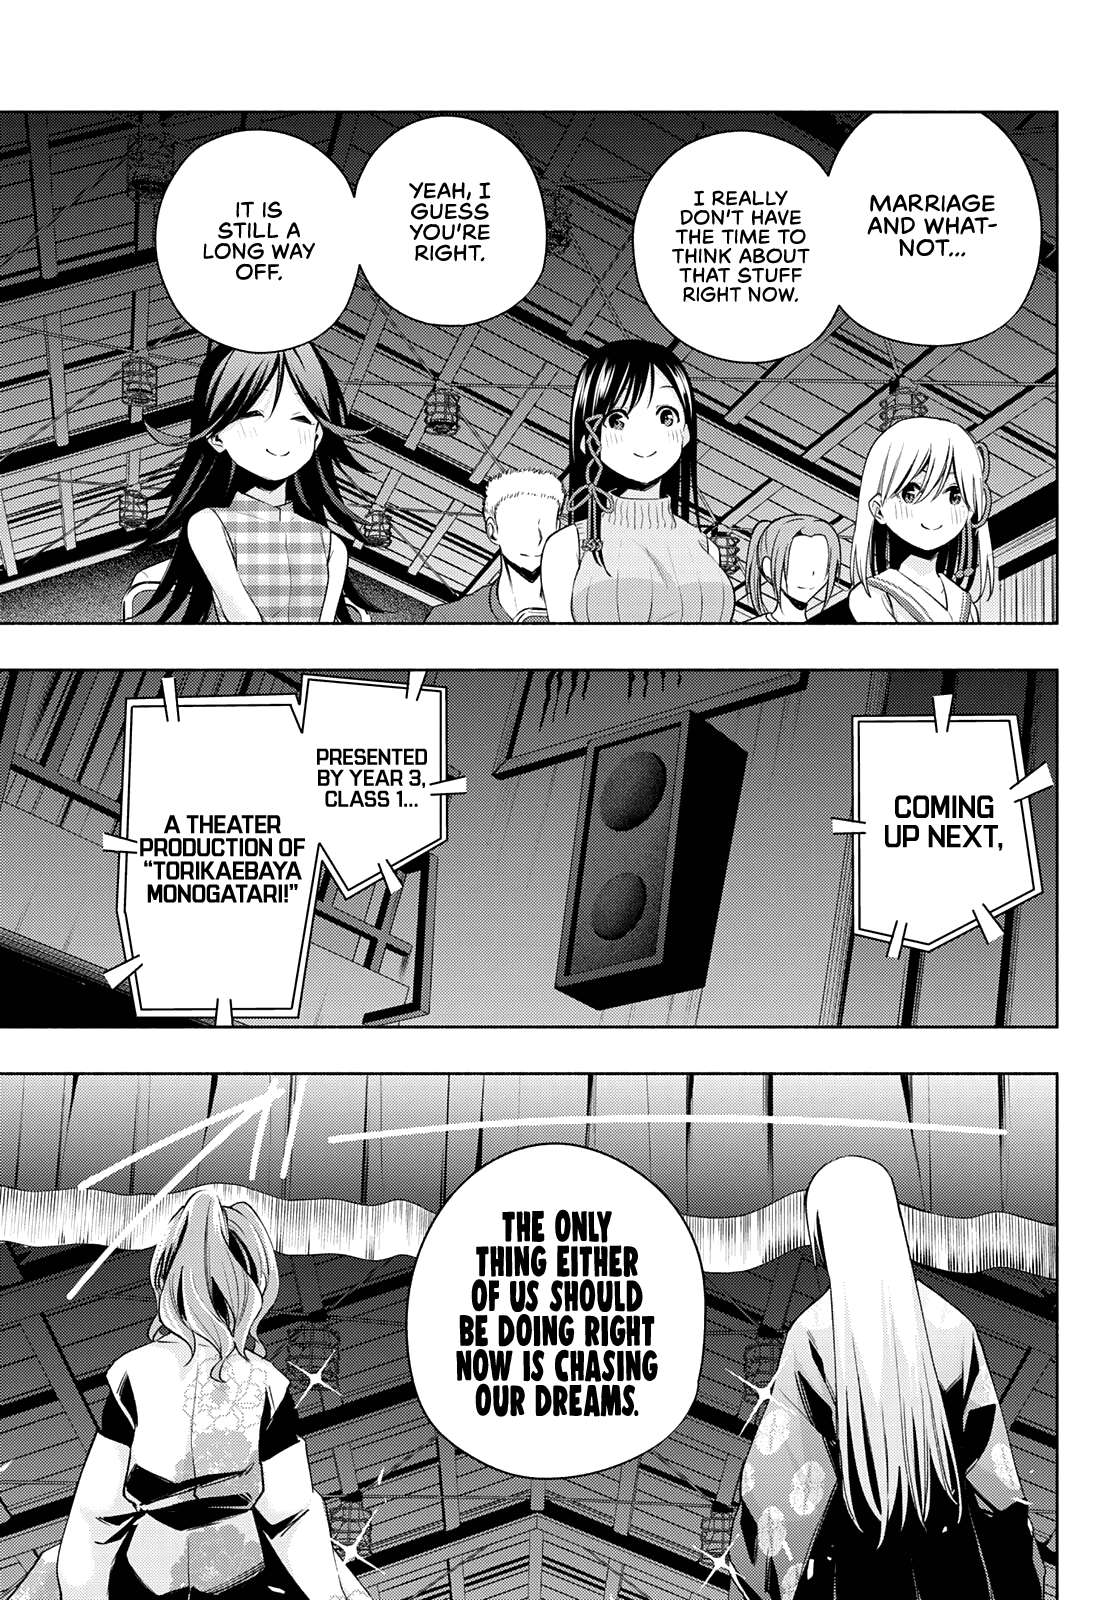 MARRIAGE
AND WHAT-
NOT...
I REALLY
DON'T HAVE
THE TIME TO
THINK ABOUT
THAT STUFF
RIGHT NOW.
YEAH, I
GUESS
YOU'RE
RIGHT.
IT IS
STILL A
LONG WAY
OFF.
COMING
UP NEXT,
PRESENTED
BY YEAR 3,
CLASS 1...
A THEATER
PRODUCTION OF
“TORIKAEBAYA
MONOGATARI!”
THE ONLY
THING EITHER
OF US SHOULD
BE DOING RIGHT
NOW IS CHASING
OUR DREAMS.